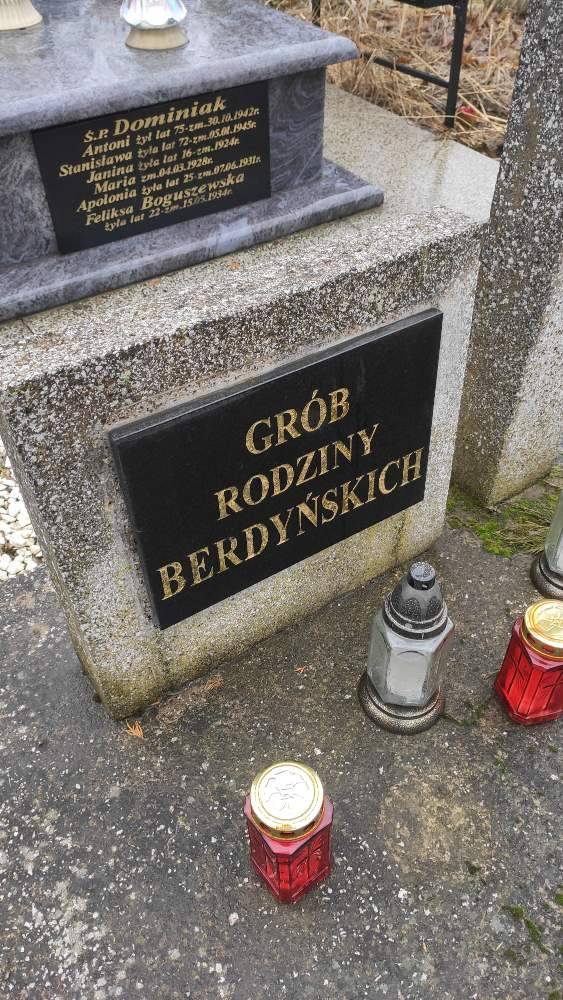 Ś.P. Dominiak
Antoni żył lat 75-zm.30.10.1942r.
Stanisława żyła lat 72-zm.05.01.1945r.
Janina żyła lat 16-zm.1924r.
Maria zm.04.03.1928r.
Apolonia żyła lat 25-zm.07.06.1931r.
Feliksa Boguszewska
żyła lat 22-zm.15.05.1934r.
GRÓB
RODZINY
BERDYŃSKICH